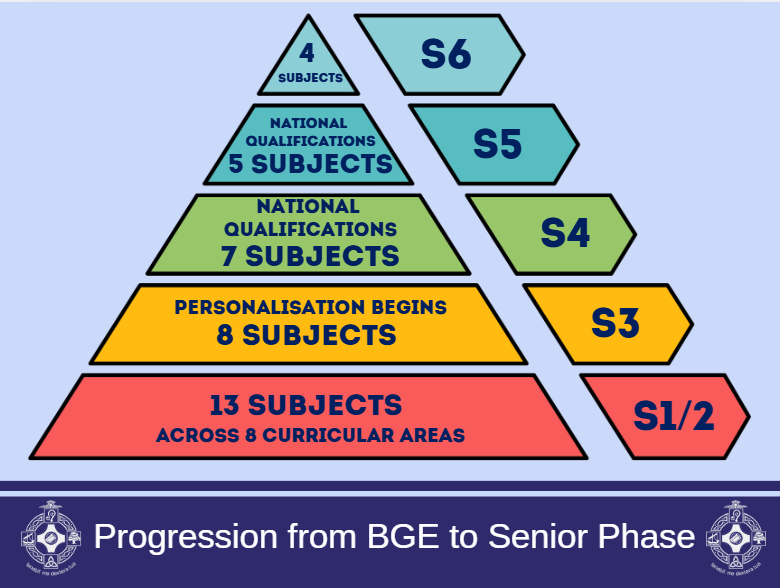 4
SUBJECTS
S6
NATIONAL
QUALIFICATIONS
5 SUBJECTS
S5
NATIONAL
QUALIFICATIONS
7 SUBJECTS
S4
PERSONALISATION BEGINS
8 SUBJECTS
S3
13 SUBJECTS
ACROSS 8 CURRICULAR AREAS
S1/2
Progression from BGE to Senior Phase